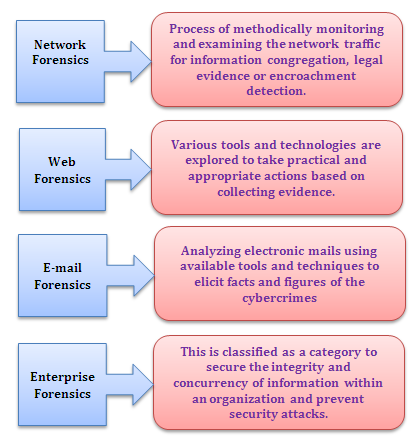 Network
Forensics
Process of methodically monitoring
and examining the network traffic
for information congregation, legal
evidence or encroachment
detection.
Web
Forensics
Various tools and technologies are
explored to take practical and
appropriate actions based on
collecting evidence.
E-mail
Forensics
Analyzing electronic mails using
available tools and techniques to
elicit facts and figures of the
cybercrimes
Enterprise
Forensics
This is classified as a category to
secure the integrity and
concurrency of information within
an organization and prevent
security attacks.